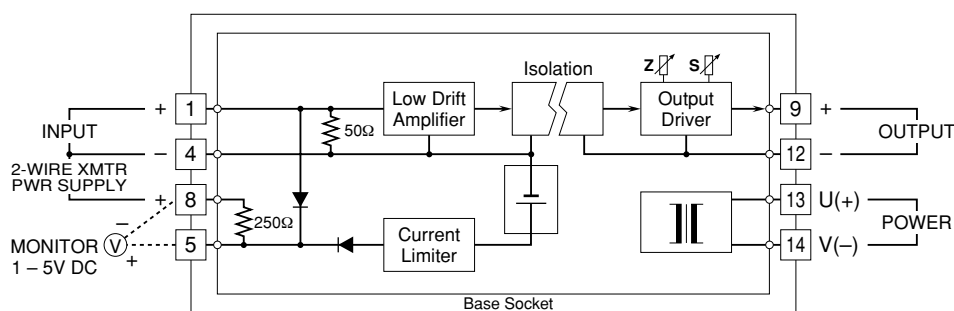 + 1
INPUT
– 4
2-WIRE XMTR
PWR SUPPLY
+ 8
–
MONITOR V
+ 5
1 – 5V DC
50Ω
250Ω
Low Drift
Amplifier
Isolation
Z S
Output
Driver
Current
Limiter
9 +
OUTPUT
12 –
13 U(+)
POWER
14 V(–)
Base Socket